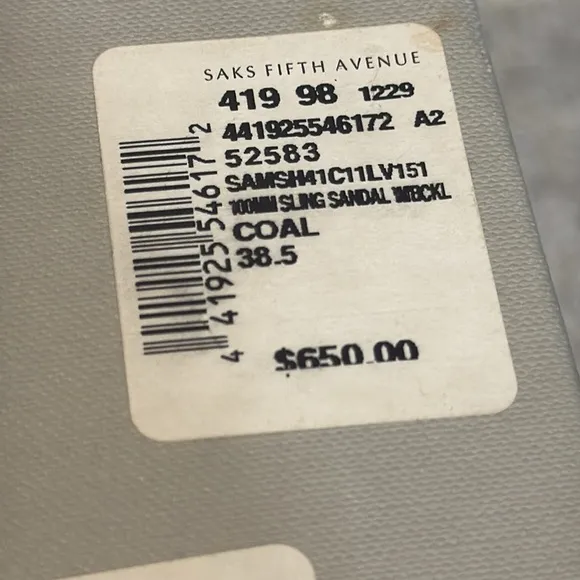 SAKS FIFTH AVENUE
419 98 1229
441925546172 A2
52583
SAMSH41C11LV151
100MM SLING SANDAL W/BCKL
COAL
38.5
$650.00
4 41925 54617 2